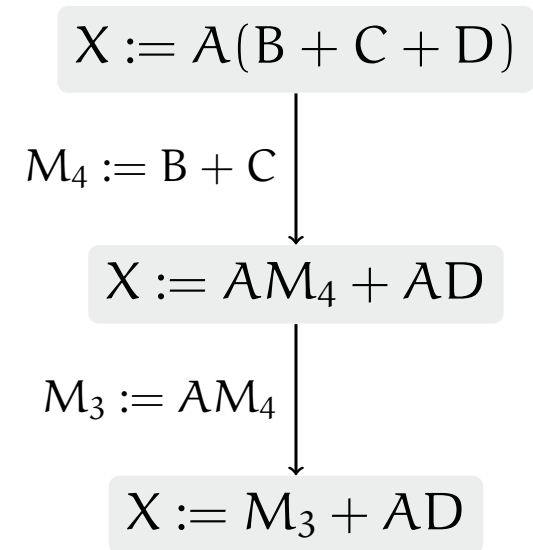 X := A(B + C + D)
M₄ := B + C
X := AM₄ + AD
M₃ := AM₄
X := M₃ + AD